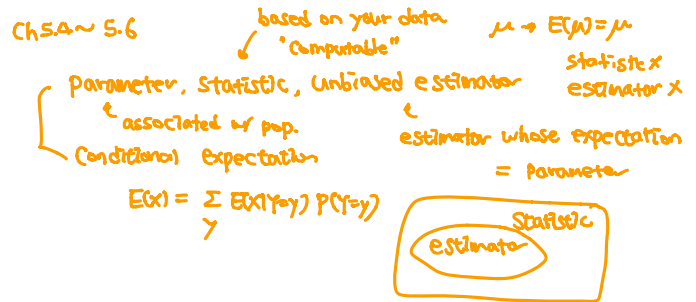 Ch5.4~5.6
based on your data
"Computable"
μ → E(μ)=μ
statistic x
estimator x
Parameter, Statistic, Unbiased estimator
associated w/ pop.
estimator whose expectation
= Parameter
Conditional expectation
E(X) = Σ E(X|Y=y) P(Y=y)
y
Statistic
estimator